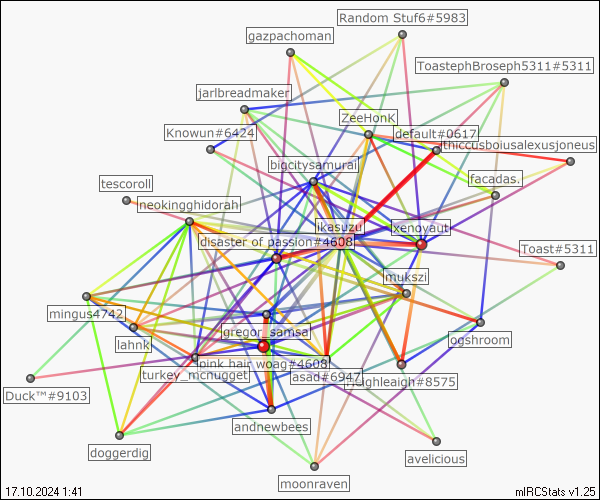 Random Stuf6#5983
gazpachoman
ToastephBroseph5311#5311
jarlbreadmaker
ZeeHonK
Knowun#6424
default#0617
thiccusboiusalexusjoneus
bigcitysamurai
facadas.
tescoroll
neokingghidorah
ikasuzu
xenoyaut
disaster of passion#4608
Toast#5311
mukszi
mingus4742
gregor_samsa
lahnk
ogshroom
pink hair woag#4608
turkey_mcnugget
asad#6947
heighleaigh#8575
Duck™#9103
andnewbees
doggerdig
avelicious
moonraven
17.10.2024 1:41
mIRCStats v1.25